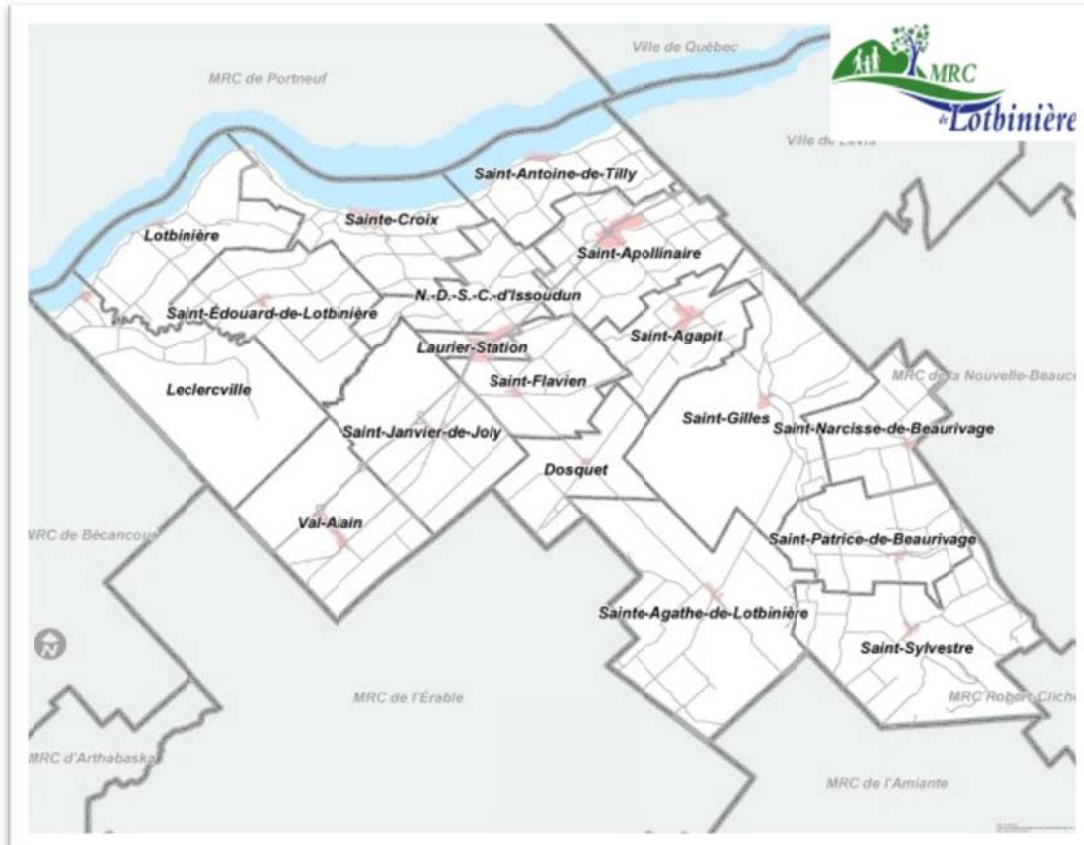 MRC de Portneuf
Ville de Québec
MRC
de Lotbinière
Ville de Lévis
Saint-Antoine-de-Tilly
Sainte-Croix
Lotbinière
Saint-Apollinaire
N.-D.-S.-C.-d'Issoudun
Saint-Édouard-de-Lotbinière
Saint-Agapit
Laurier-Station
Saint-Flavien
Leclercville
MRC de la Nouvelle-Beauce
Saint-Gilles
Saint-Narcisse-de-Beaurivage
Saint-Janvier-de-Joly
Dosquet
Val-Alain
MRC de Bécancou
Saint-Patrice-de-Beaurivage
Sainte-Agathe-de-Lotbinière
Saint-Sylvestre
N
MRC de l'Érable
MRC Robert-Cliche
MRC d'Arthabaska
MRC de l'Amiante